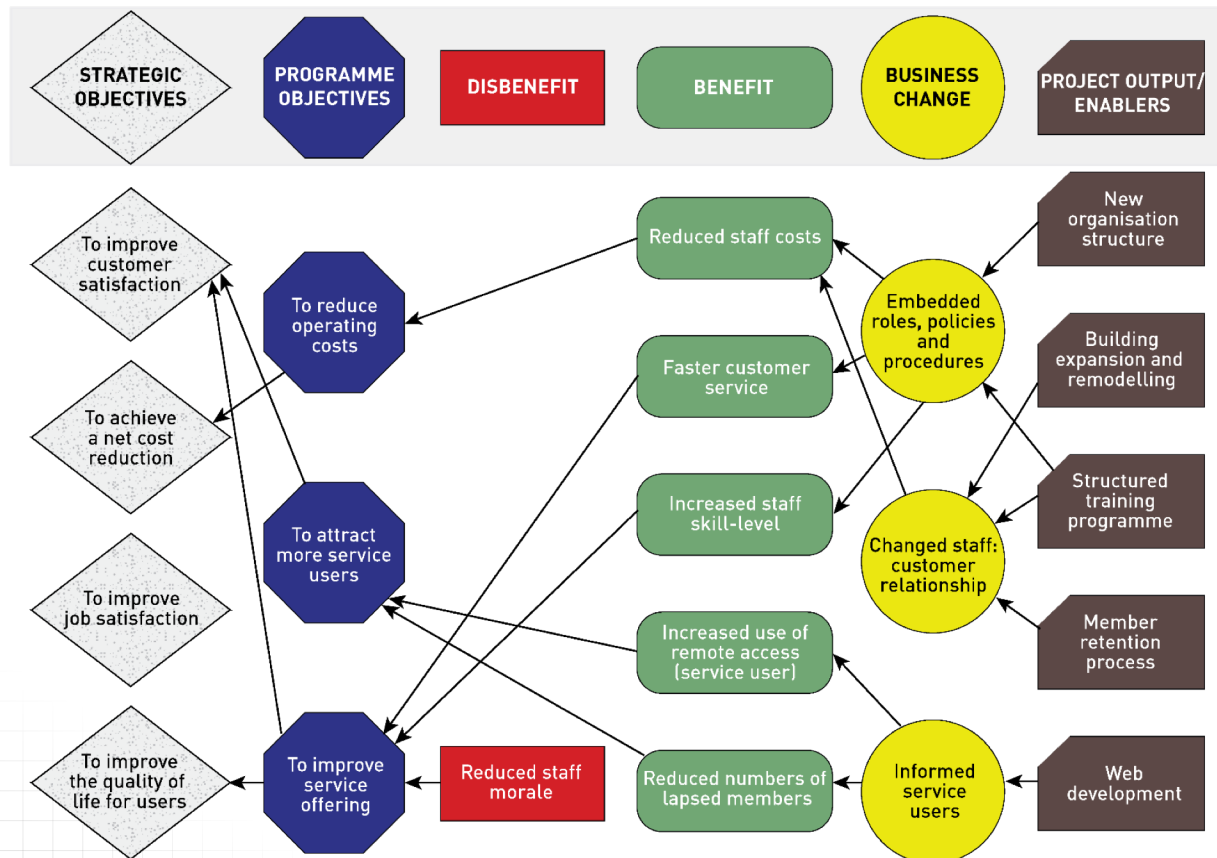 STRATEGIC
OBJECTIVES
PROGRAMME
OBJECTIVES
DISBENEFIT
BENEFIT
BUSINESS
CHANGE
PROJECT OUTPUT/
ENABLERS
To improve
customer
satisfaction
To achieve
a net cost
reduction
To improve
job satisfaction
To improve
the quality of
life for users
To reduce
operating
costs
To attract
more service
users
To improve
service
offering
Reduced staff
morale
Reduced staff costs
Faster customer
service
Increased staff
skill-level
Increased use of
remote access
(service user)
Reduced numbers of
lapsed members
Embedded
roles, policies
and
procedures
Changed staff:
customer
relationship
Informed
service
users
New
organisation
structure
Building
expansion and
remodelling
Structured
training
programme
Member
retention
process
Web
development